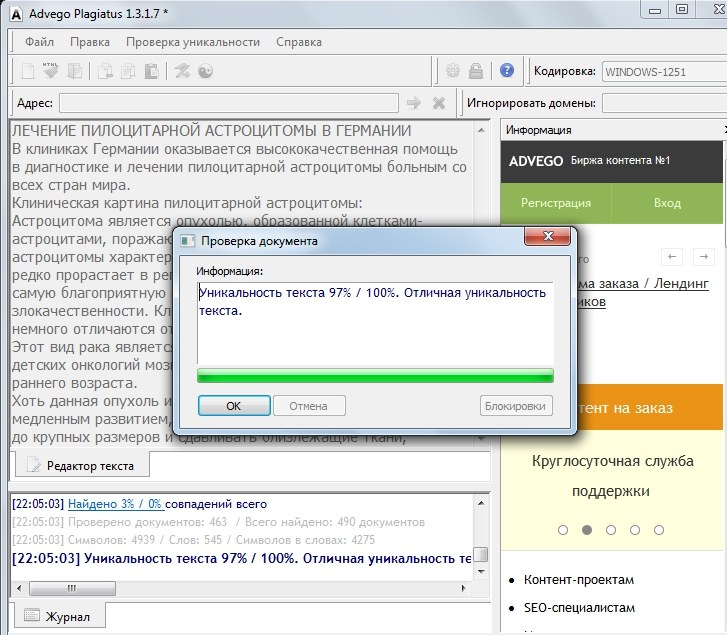 Advego Plagiatus 1.3.1.7 *
Файл Правка Проверка уникальности Справка
Кодировка: WINDOWS-1251
Адрес: Игнорировать домены:
ЛЕЧЕНИЕ ПИЛОЦИТАРНОЙ АСТРОЦИТОМЫ В ГЕРМАНИИ
В клиниках Германии оказывается высококачественная помощь
в диагностике и лечении пилоцитарной астроцитомы больным со
всех стран мира.
Клиническая картина пилоцитарной астроцитомы:
Астроцитома является опухолью, образованной клетками-
астроцитами,
астроцитомы
редко прорастает в
самую благоприятную
злокачественности.
немного отличаются
Этот вид рака является
детских онкологий
раннего возраста.
Хоть данная опухоль и
медленным развитием,
до крупных размеров и сдавливать близлежащие ткани,
Редактор текста
Проверка документа
Информация:
Уникальность текста 97% / 100%. Отличная уникальность
текста.
OK Отмена Блокировки
[22:05:03] Найдено 3% / 0% совпадений всего
[22:05:03] Проверено документов: 463 / Всего найдено: 490 документов
[22:05:03] Символов: 4939 / Слов: 545 / Символов в словах: 4275
[22:05:03] Уникальность текста 97% / 100%. Отличная уникальность те
Журнал
Информация
ADVEGO Биржа контента №1
Регистрация Вход
ма заказа / Лендинг
иков
тент на заказ
Круглосуточная служба
поддержки
Контент-проектам
SEO-специалистам